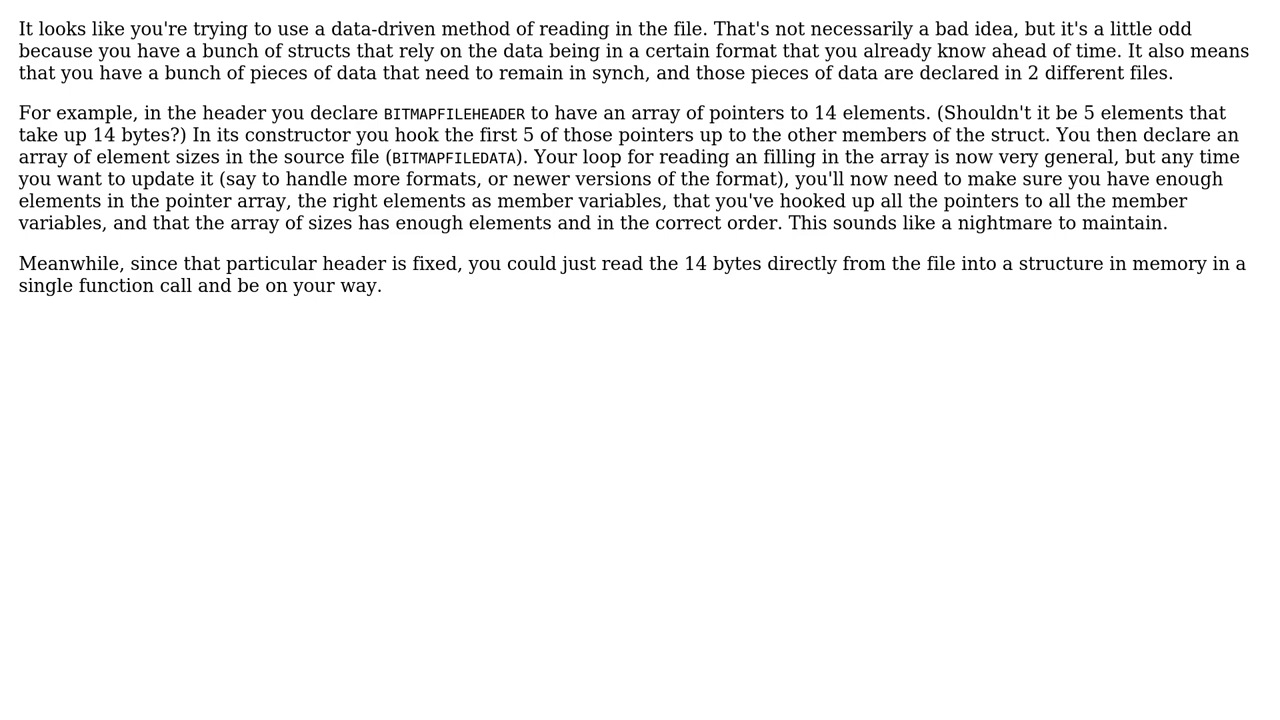 It looks like you're trying to use a data-driven method of reading in the file. That's not necessarily a bad idea, but it's a little odd
because you have a bunch of structs that rely on the data being in a certain format that you already know ahead of time. It also means
that you have a bunch of pieces of data that need to remain in synch, and those pieces of data are declared in 2 different files.
For example, in the header you declare BITMAPFILEHEADER to have an array of pointers to 14 elements. (Shouldn't it be 5 elements that
take up 14 bytes?) In its constructor you hook the first 5 of those pointers up to the other members of the struct. You then declare an
array of element sizes in the source file (BITMAPFILEDATA). Your loop for reading an filling in the array is now very general, but any time
you want to update it (say to handle more formats, or newer versions of the format), you'll now need to make sure you have enough
elements in the pointer array, the right elements as member variables, that you've hooked up all the pointers to all the member
variables, and that the array of sizes has enough elements and in the correct order. This sounds like a nightmare to maintain.
Meanwhile, since that particular header is fixed, you could just read the 14 bytes directly from the file into a structure in memory in a
single function call and be on your way.